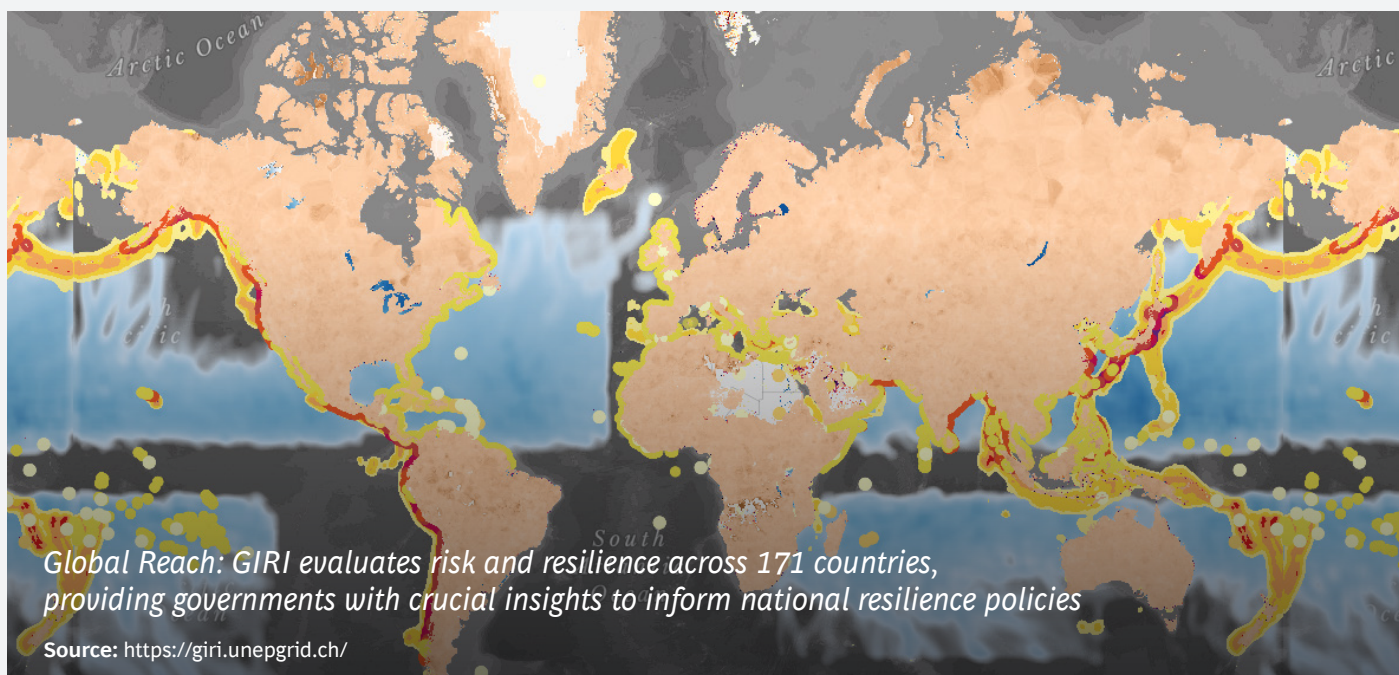 Arctic Ocean
Arctic
South
Global Reach: GIRI evaluates risk and resilience across 171 countries,
providing governments with crucial insights to inform national resilience policies
Source: https://giri.unepgrid.ch/